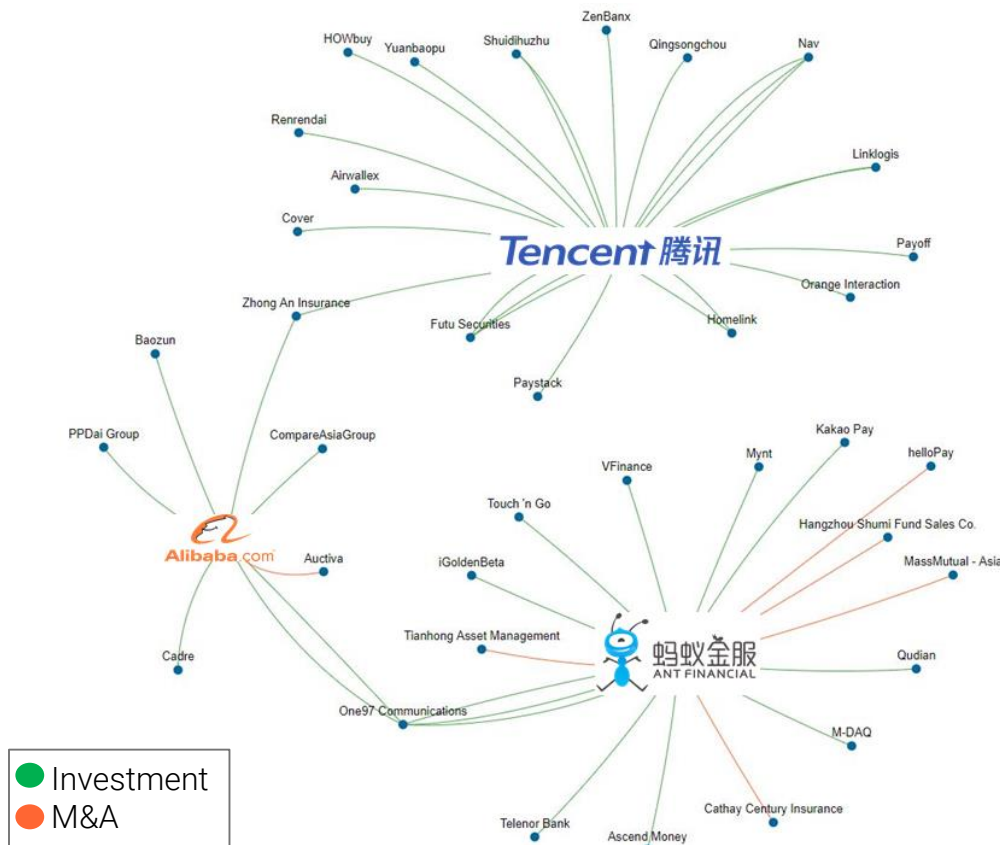 ZenBanx
HOWbuy
Yuanbaopu
Shuidihuzhu
Qingsongchou
Nav
Renrendai
Linklogis
Airwallex
Cover
Tencent 腾讯
Payoff
Orange Interaction
Zhong An Insurance
Futu Securities
Homelink
Baozun
Paystack
PPDai Group
CompareAsiaGroup
Kakao Pay
Mynt
helloPay
VFinance
Touch 'n Go
Hangzhou Shumi Fund Sales Co.
Alibaba.com
Auctiva
iGoldenBeta
MassMutual - Asia
Tianhong Asset Management
蚂蚁金服
ANT FINANCIAL
Cadre
Qudian
One97 Communications
M-DAQ
Investment
M&A
Telenor Bank
Ascend Money
Cathay Century Insurance